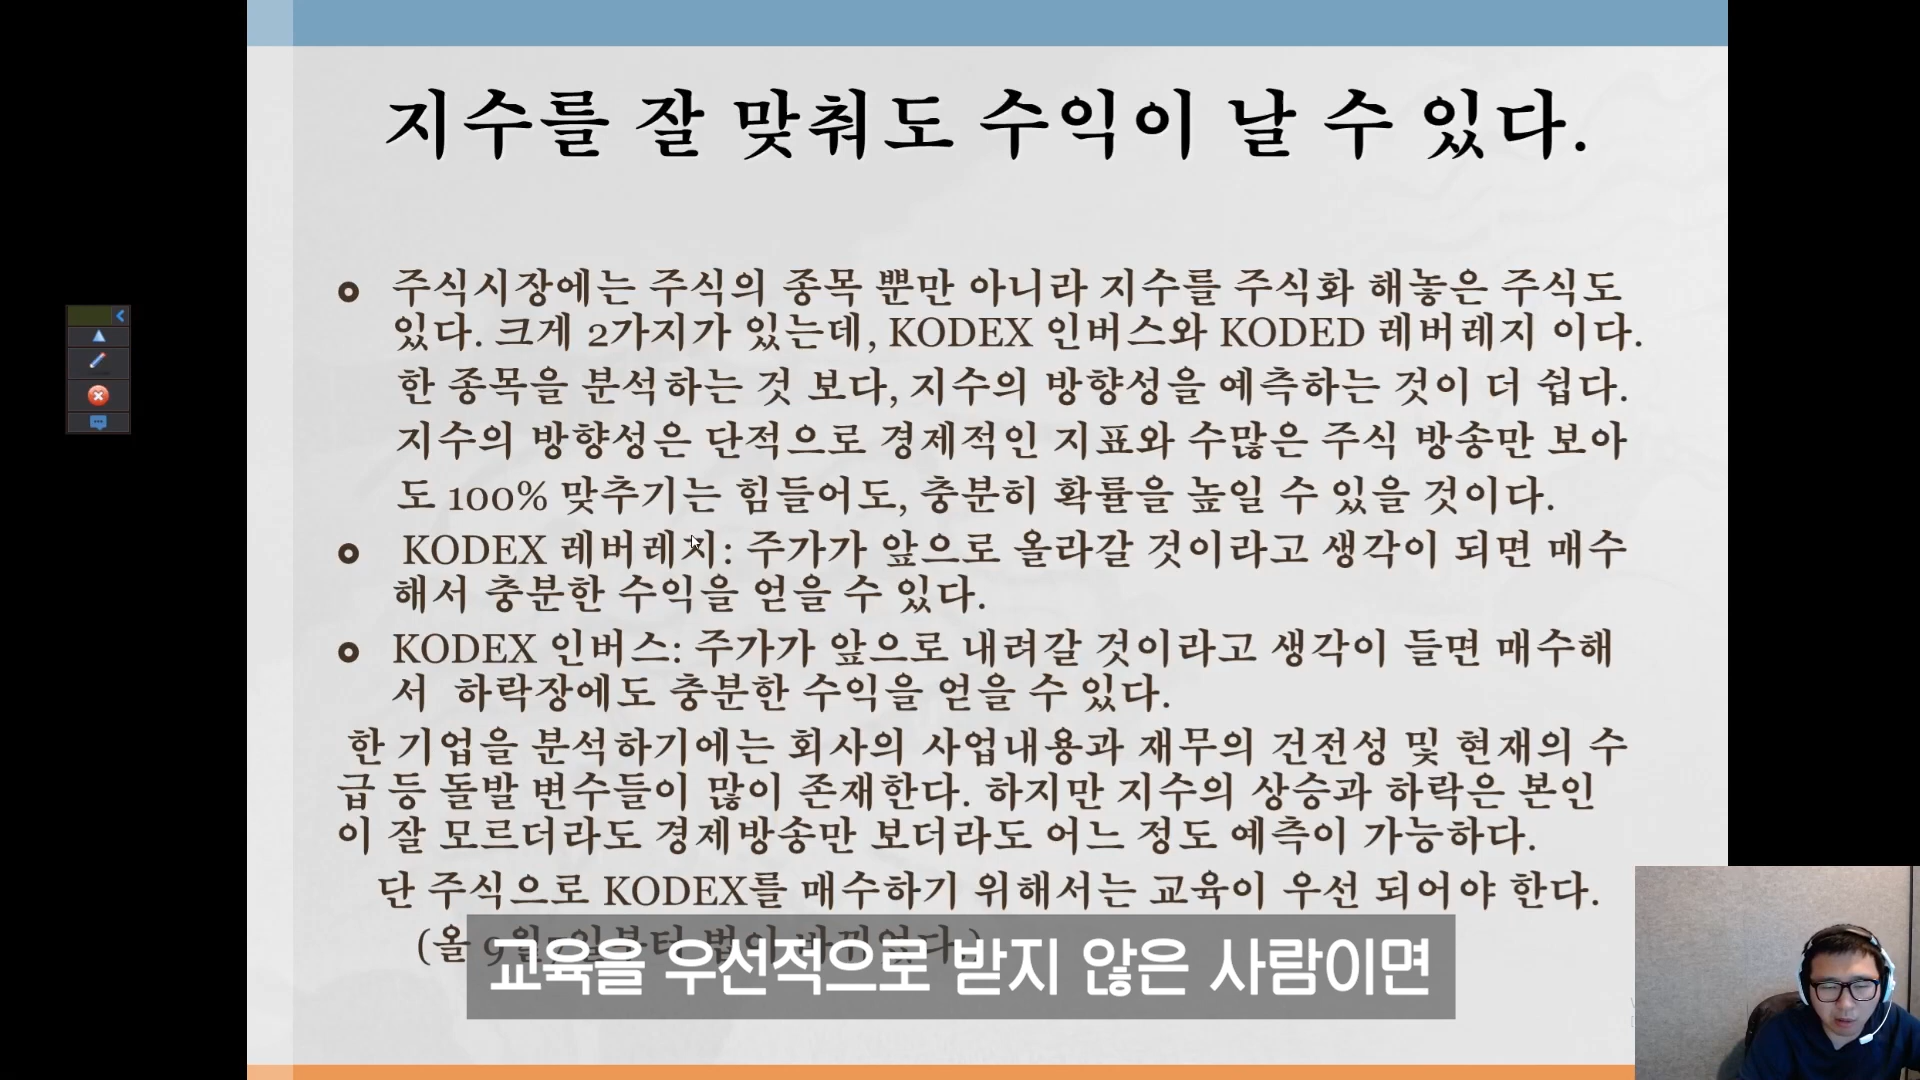 지수를 잘 맞춰도 수익이 날 수 있다.
주식시장에는 주식의 종목 뿐만 아니라 지수를 주식화 해놓은 주식도
있다. 크게 2가지가 있는데, KODEX 인버스와 KODED 레버레지 이다.
한 종목을 분석하는 것 보다, 지수의 방향성을 예측하는 것이 더 쉽다.
지수의 방향성은 단적으로 경제적인 지표와 수많은 주식 방송만 보아
도 100% 맞추기는 힘들어도, 충분히 확률을 높일 수 있을 것이다.
KODEX 레버레지: 주가가 앞으로 올라갈 것이라고 생각이 되면 매수
해서 충분한 수익을 얻을 수 있다.
KODEX 인버스: 주가가 앞으로 내려갈 것이라고 생각이 들면 매수해
서 하락장에도 충분한 수익을 얻을 수 있다.
한 기업을 분석하기에는 회사의 사업내용과 재무의 건전성 및 현재의 수
급 등 돌발 변수들이 많이 존재한다. 하지만 지수의 상승과 하락은 본인
이 잘 모르더라도 경제방송만 보더라도 어느 정도 예측이 가능하다.
단 주식으로 KODEX를 매수하기 위해서는 교육이 우선 되어야 한다.
(올
교육을 우선적으로 받지 않은 사람이면